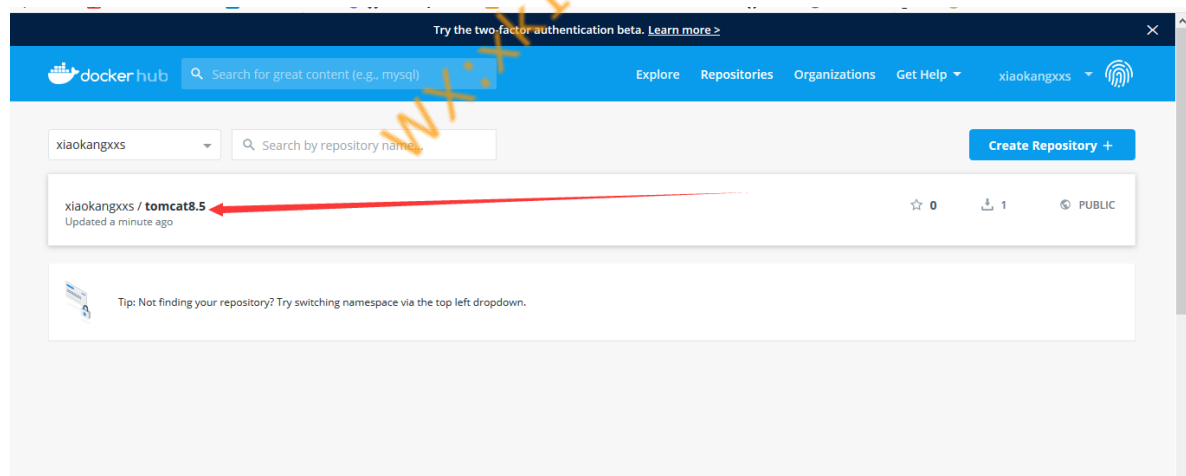 Try the two-factor authentication beta. Learn more >
docker hub
Search for great content (e.g., mysql)
Explore
Repositories
Organizations
Get Help
xiaokangxxs
xiaokangxxs
Search by repository name...
Create Repository +
xiaokangxxs / tomcat8.5
Updated a minute ago
0
1
PUBLIC
Tip: Not finding your repository? Try switching namespace via the top left dropdown.